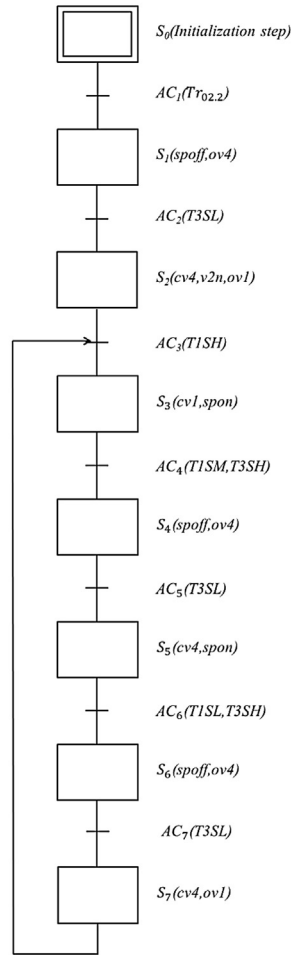 S₀(Initialization step)
AC₁(Tr₀₂.₂)
S₁(spoff,ov4)
AC₂(T3SL)
S₂(cv4,v2n,ov1)
AC₃(T1SH)
S₃(cv1,spon)
AC₄(T1SM,T3SH)
S₄(spoff,ov4)
AC₅(T3SL)
S₅(cv4,spon)
AC₆(T1SL,T3SH)
S₆(spoff,ov4)
AC₇(T3SL)
S₇(cv4,ov1)